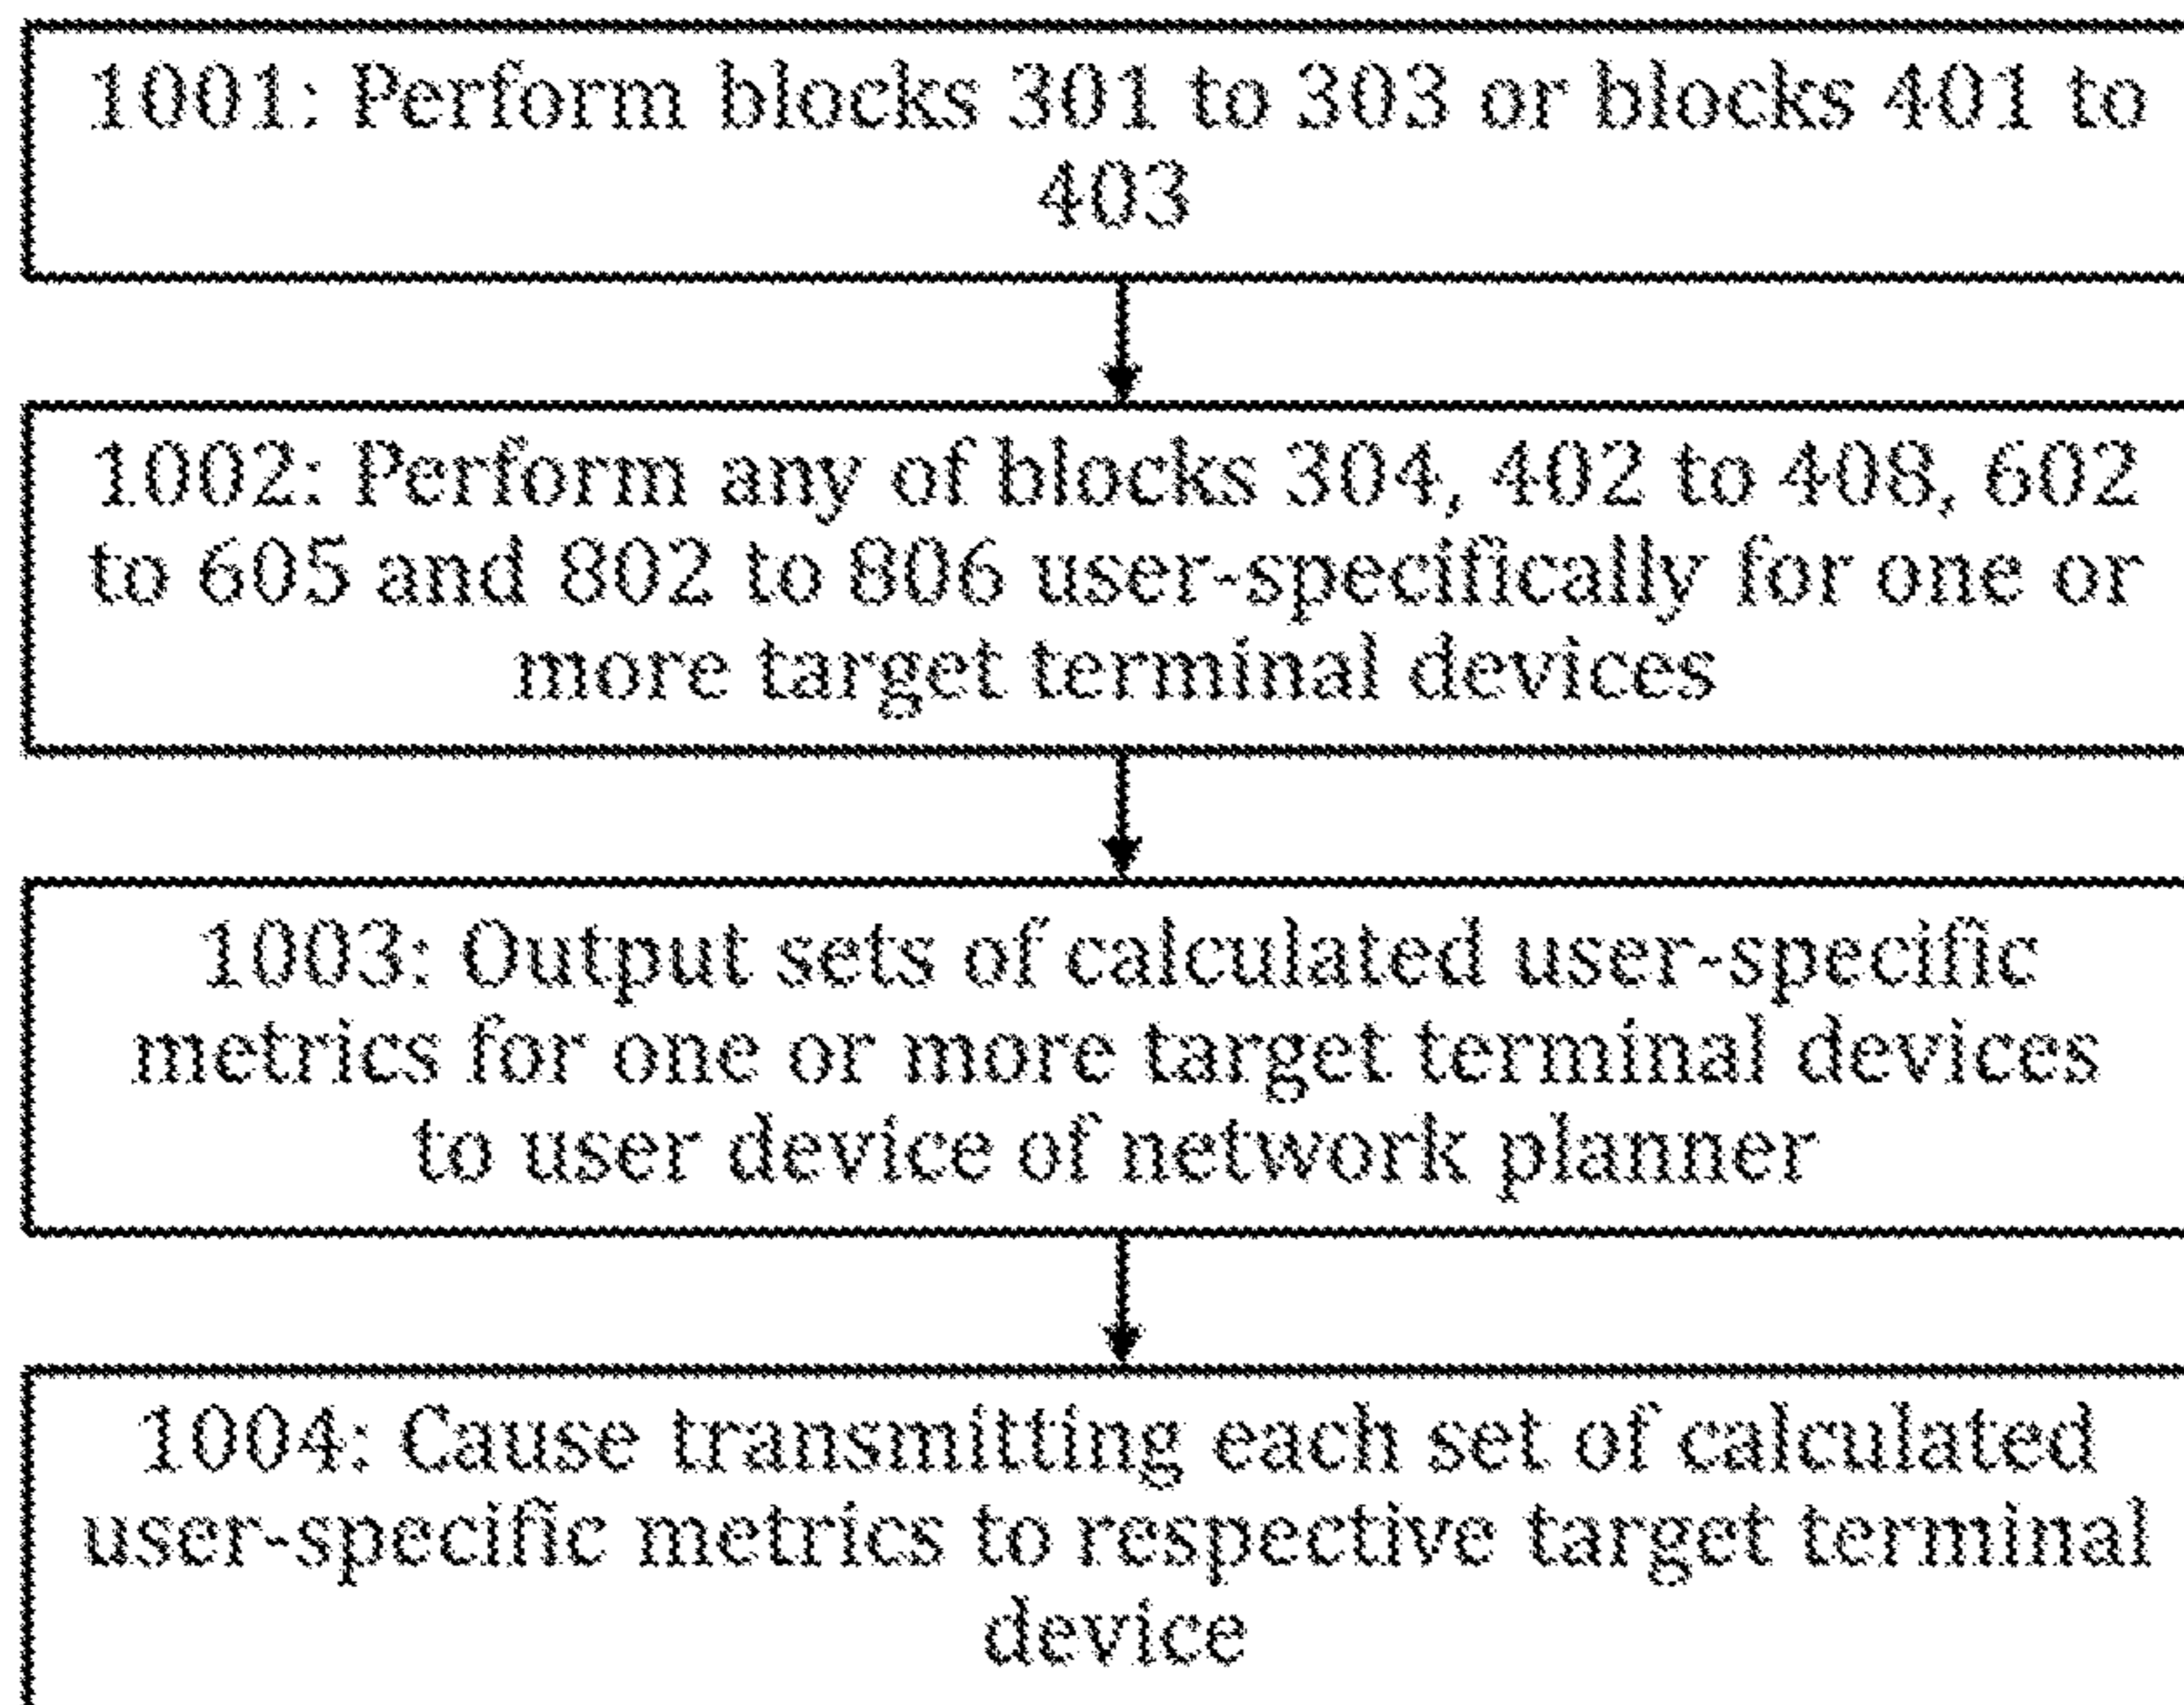 1001: Perform blocks 301 to 303 or blocks 401 to
403
1002: Perform any of blocks 304, 402 to 408, 602
to 605 and 802 to 806 user-specifically for one or
more target terminal devices
1003: Output sets of calculated user-specific
metrics for one or more target terminal devices
to user device of network planner
1004: Cause transmitting each set of calculated
user-specific metrics to respective target terminal
device